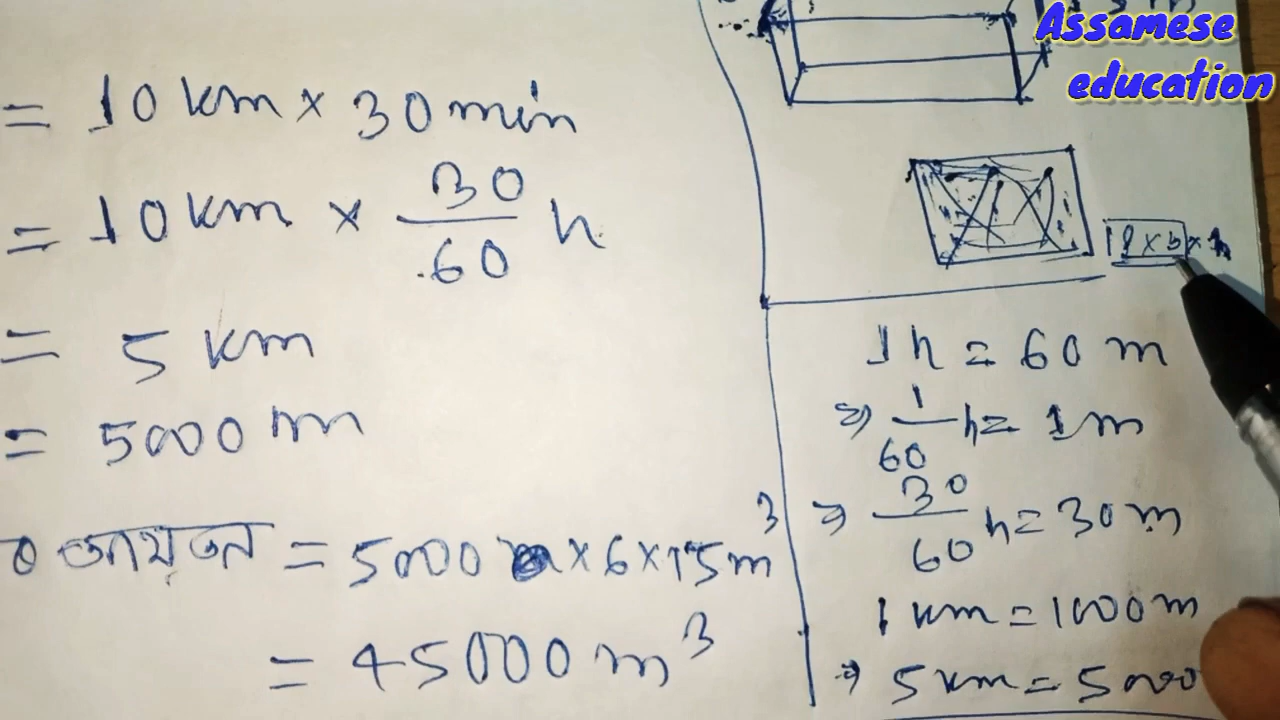 = 10 km × 30 min
= 10 km × 30/60 h
= 5 km
= 5000 m
আয়তন = 5000 × 6 × 1.5 m³
= 45000 m³
Assamese
education
l × b × h
1 h = 60 m
⇒ 1/60 h = 1 m
⇒ 30/60 h = 30 m
1 km = 1000 m
⇒ 5 km = 5000